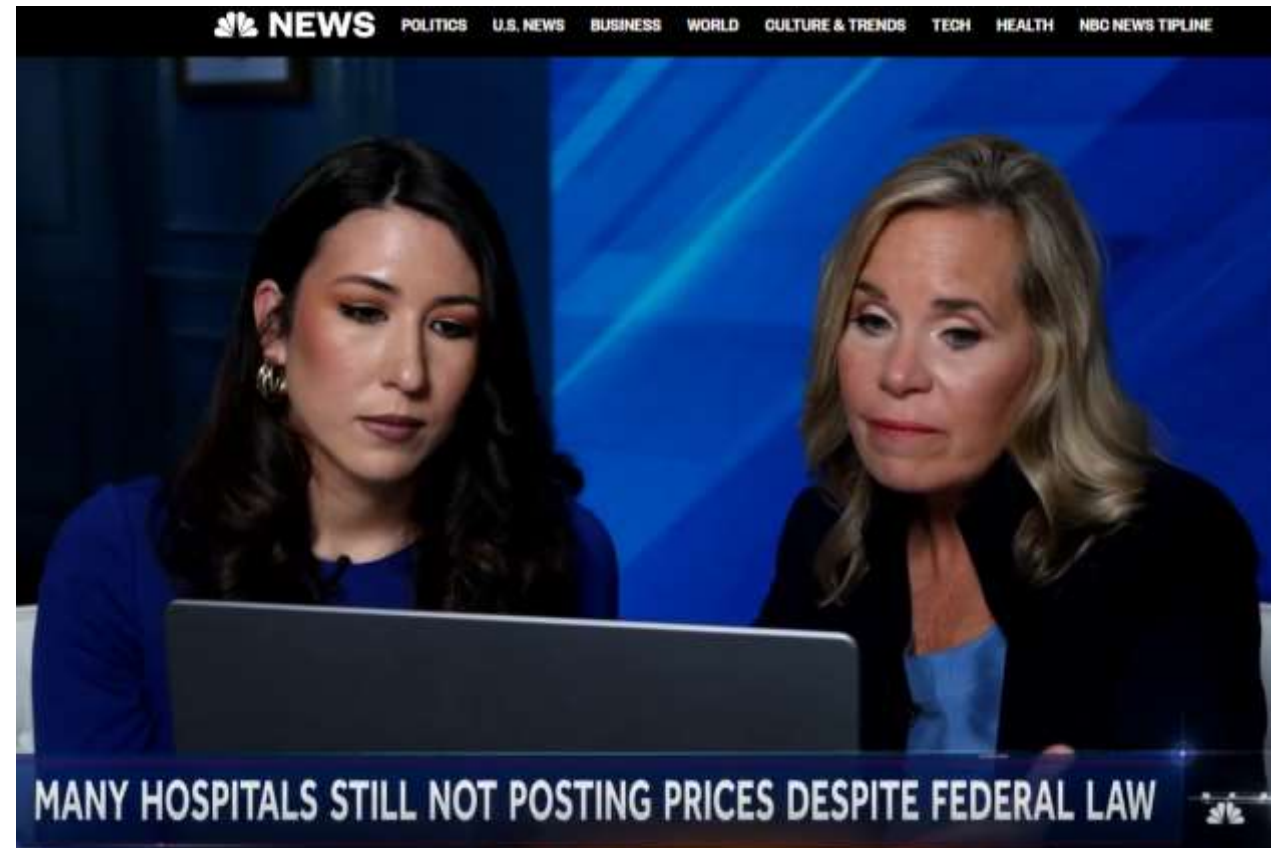 NEWS POLITICS U.S. NEWS BUSINESS WORLD CULTURE & TRENDS TECH HEALTH NBC NEWS TIPLINE
MANY HOSPITALS STILL NOT POSTING PRICES DESPITE FEDERAL LAW